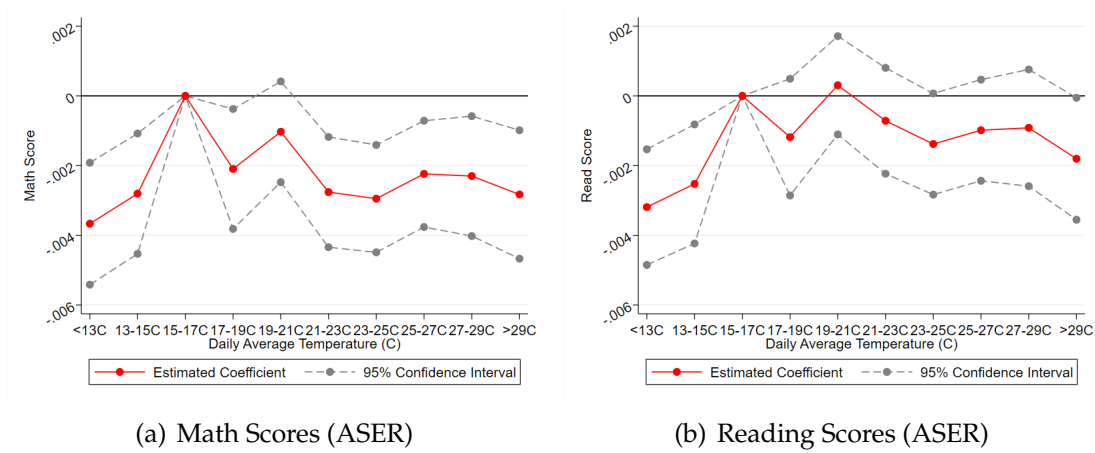 .002
0
-.002
-.004
-.006
Math Score
<13C 13-15C 15-17C 17-19C 19-21C 21-23C 23-25C 25-27C 27-29C >29C
Daily Average Temperature (C)
Estimated Coefficient 95% Confidence Interval
(a) Math Scores (ASER)
.002
0
-.002
-.004
-.006
Read Score
<13C 13-15C 15-17C 17-19C 19-21C 21-23C 23-25C 25-27C 27-29C >29C
Daily Average Temperature (C)
Estimated Coefficient 95% Confidence Interval
(b) Reading Scores (ASER)